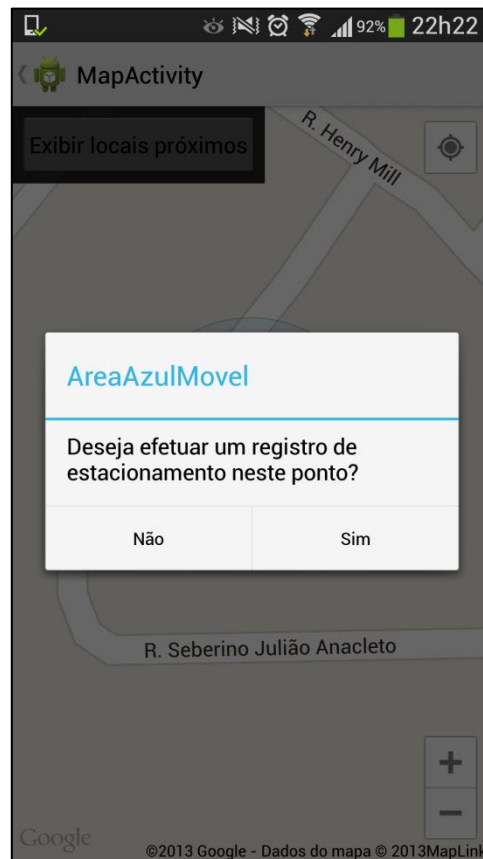 92% 22h22
MapActivity
Exibir locais próximos
R. Henry Mill
AreaAzulMovel
Deseja efetuar um registro de
estacionamento neste ponto?
Não Sim
R. Seberino Julião Anacleto
+
−
Google
©2013 Google - Dados do mapa © 2013MapLink